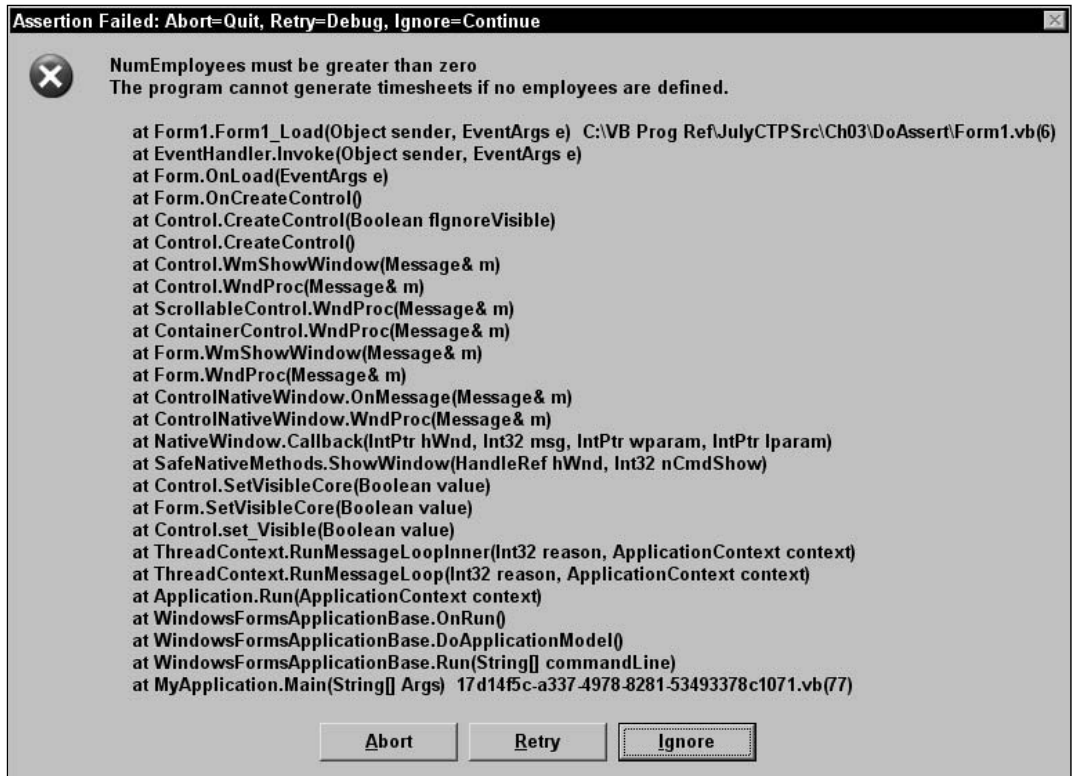 Assertion Failed: Abort=Quit, Retry=Debug, Ignore=Continue
NumEmployees must be greater than zero
The program cannot generate timesheets if no employees are defined.
at Form1.Form1_Load(Object sender, EventArgs e)  C:\VB Prog Ref\JulyCTPSrc\Ch03\DoAssert\Form1.vb(6)
at EventHandler.Invoke(Object sender, EventArgs e)
at Form.OnLoad(EventArgs e)
at Form.OnCreateControl()
at Control.CreateControl(Boolean fIgnoreVisible)
at Control.CreateControl()
at Control.WmShowWindow(Message& m)
at Control.WndProc(Message& m)
at ScrollableControl.WndProc(Message& m)
at ContainerControl.WndProc(Message& m)
at Form.WmShowWindow(Message& m)
at Form.WndProc(Message& m)
at ControlNativeWindow.OnMessage(Message& m)
at ControlNativeWindow.WndProc(Message& m)
at NativeWindow.Callback(IntPtr hWnd, Int32 msg, IntPtr wparam, IntPtr lparam)
at SafeNativeMethods.ShowWindow(HandleRef hWnd, Int32 nCmdShow)
at Control.SetVisibleCore(Boolean value)
at Form.SetVisibleCore(Boolean value)
at Control.set_Visible(Boolean value)
at ThreadContext.RunMessageLoopInner(Int32 reason, ApplicationContext context)
at ThreadContext.RunMessageLoop(Int32 reason, ApplicationContext context)
at Application.Run(ApplicationContext context)
at WindowsFormsApplicationBase.OnRun()
at WindowsFormsApplicationBase.DoApplicationModel()
at WindowsFormsApplicationBase.Run(String[] commandLine)
at MyApplication.Main(String[] Args)  17d14f5c-a337-4978-8281-53493378c1071.vb(77)
Abort Retry Ignore